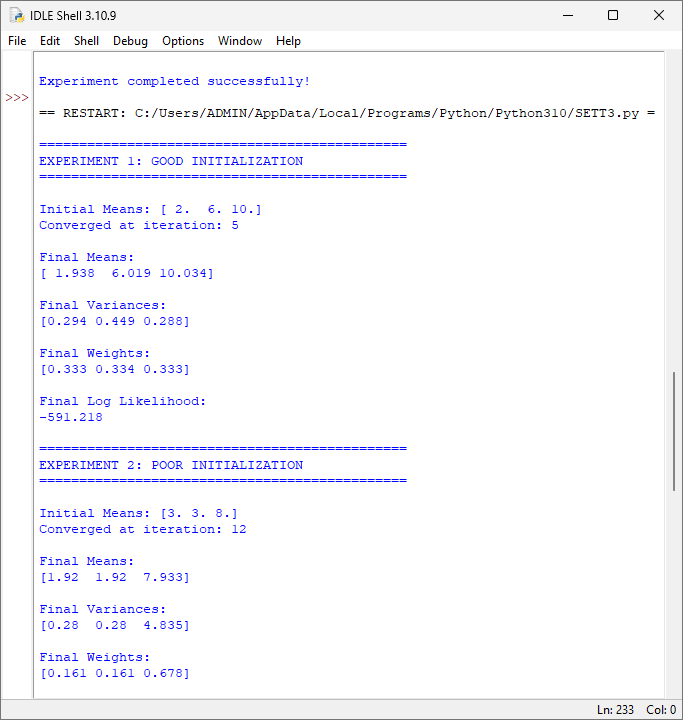 IDLE Shell 3.10.9
File Edit Shell Debug Options Window Help
Experiment completed successfully!
>>>
== RESTART: C:/Users/ADMIN/AppData/Local/Programs/Python/Python310/SETT3.py =
==============================================
EXPERIMENT 1: GOOD INITIALIZATION
==============================================
Initial Means: [ 2.  6. 10.]
Converged at iteration: 5
Final Means:
[ 1.938  6.019 10.034]
Final Variances:
[0.294 0.449 0.288]
Final Weights:
[0.333 0.334 0.333]
Final Log Likelihood:
-591.218
==============================================
EXPERIMENT 2: POOR INITIALIZATION
==============================================
Initial Means: [3. 3. 8.]
Converged at iteration: 12
Final Means:
[1.92  1.92  7.933]
Final Variances:
[0.28  0.28  4.835]
Final Weights:
[0.161 0.161 0.678]
Ln: 233 Col: 0